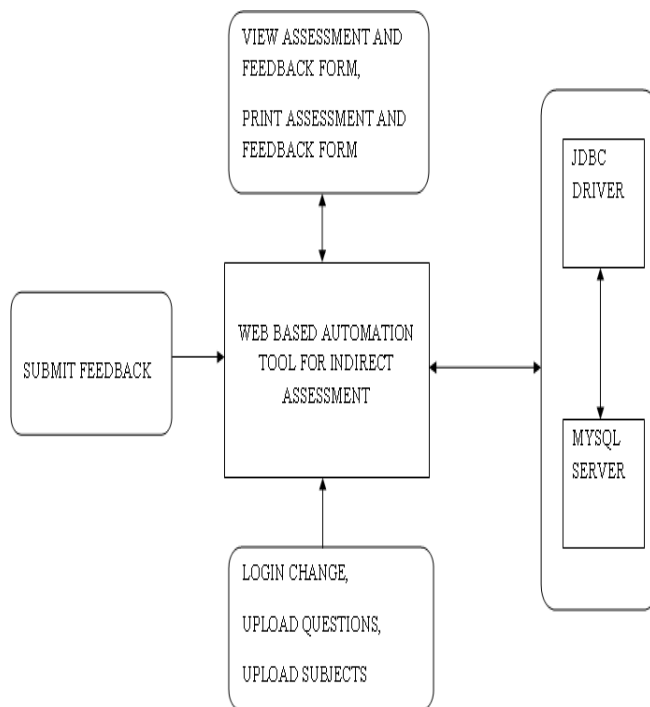 VIEW ASSESSMENT AND
FEEDBACK FORM,
PRINT ASSESSMENT AND
FEEDBACK FORM
JDBC
DRIVER
SUBMIT FEEDBACK
WEB BASED AUTOMATION
TOOL FOR INDIRECT
ASSESSMENT
MYSQL
SERVER
LOGIN CHANGE,
UPLOAD QUESTIONS,
UPLOAD SUBJECTS